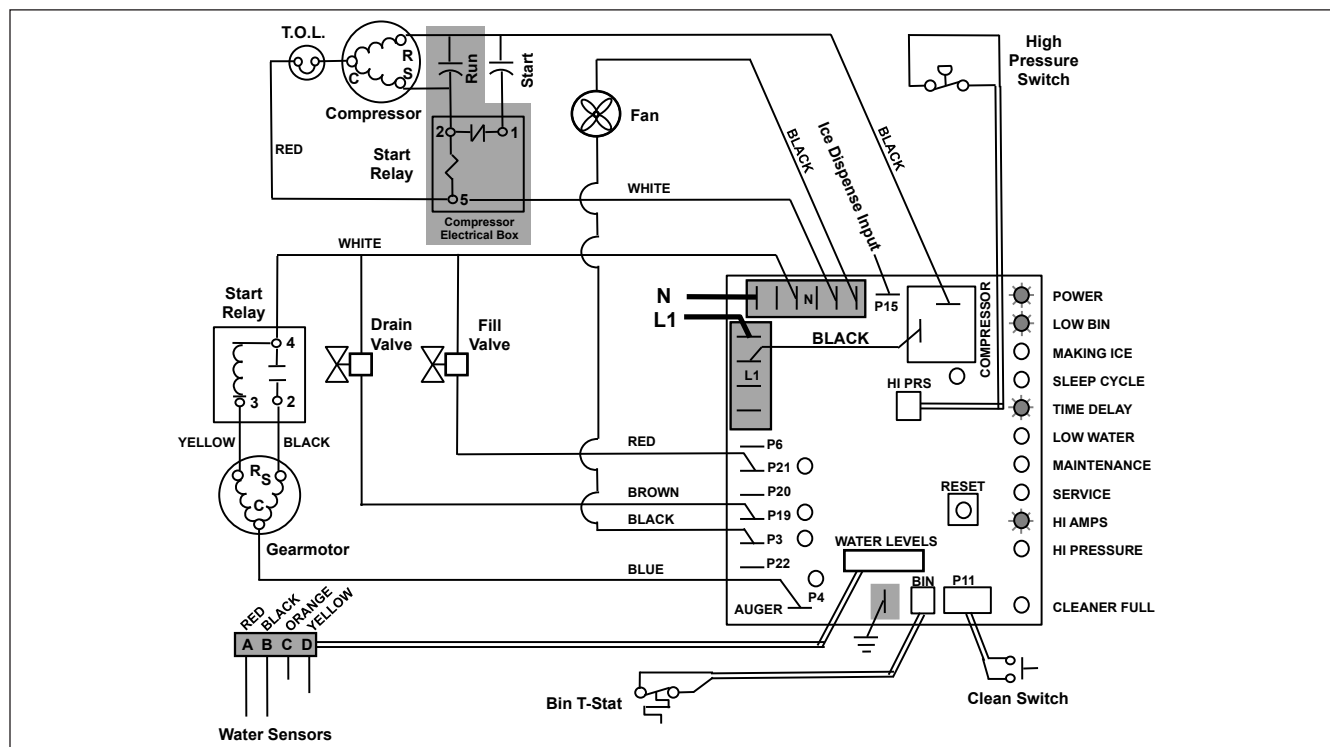 T.O.L.
C
R
S
Compressor
Run
Start
RED
2
1
Start
Relay
5
Compressor
Electrical Box
WHITE
Fan
BLACK
Ice Dispense Input
BLACK
High
Pressure
Switch
WHITE
Start
Relay
4
3
2
YELLOW
BLACK
R
S
C
Gearmotor
Drain
Valve
Fill
Valve
N
L1
N
P15
BLACK
L1
COMPRESSOR
HI PRS
RED
BROWN
BLACK
BLUE
P6
P21
P20
P19
P3
P22
P4
AUGER
WATER LEVELS
RESET
BIN
P11
POWER
LOW BIN
MAKING ICE
SLEEP CYCLE
TIME DELAY
LOW WATER
MAINTENANCE
SERVICE
HI AMPS
HI PRESSURE
CLEANER FULL
RED
BLACK
ORANGE
YELLOW
A B C D
Water Sensors
Bin T-Stat
Clean Switch